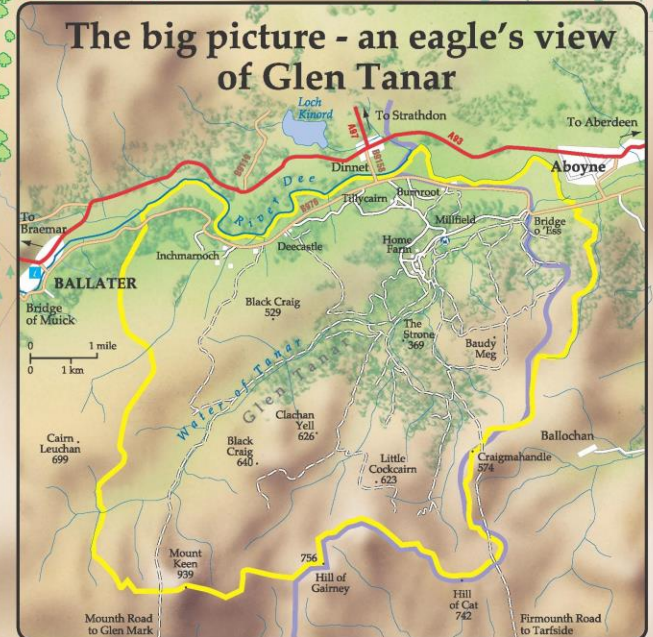 The big picture - an eagle's view
of Glen Tanar
Loch
Kinord
To Strathdon
To Aberdeen
A97
A93
B9119
B9158
Dinnet
Aboyne
River Dee
B976
Tillycairn
Burnroot
Millfield
Bridge
o 'Ess
To
Braemar
Inchmarnoch
Deecastle
Home
Farm
i
BALLATER
Bridge
of Muick
Black Craig
529
The
Strone
369
Baudy
Meg
0 1 mile
0 1 km
Water of Tanar
Glen Tanar
Clachan
Yell
626
Cairn
Leuchan
699
Black
Craig
640
Little
Cockcairn
623
Ballochan
Craigmahandle
574
Mount
Keen
939
756
Hill of
Gairney
Hill
of Cat
742
Mounth Road
to Glen Mark
Firmounth Road
to Tarfside